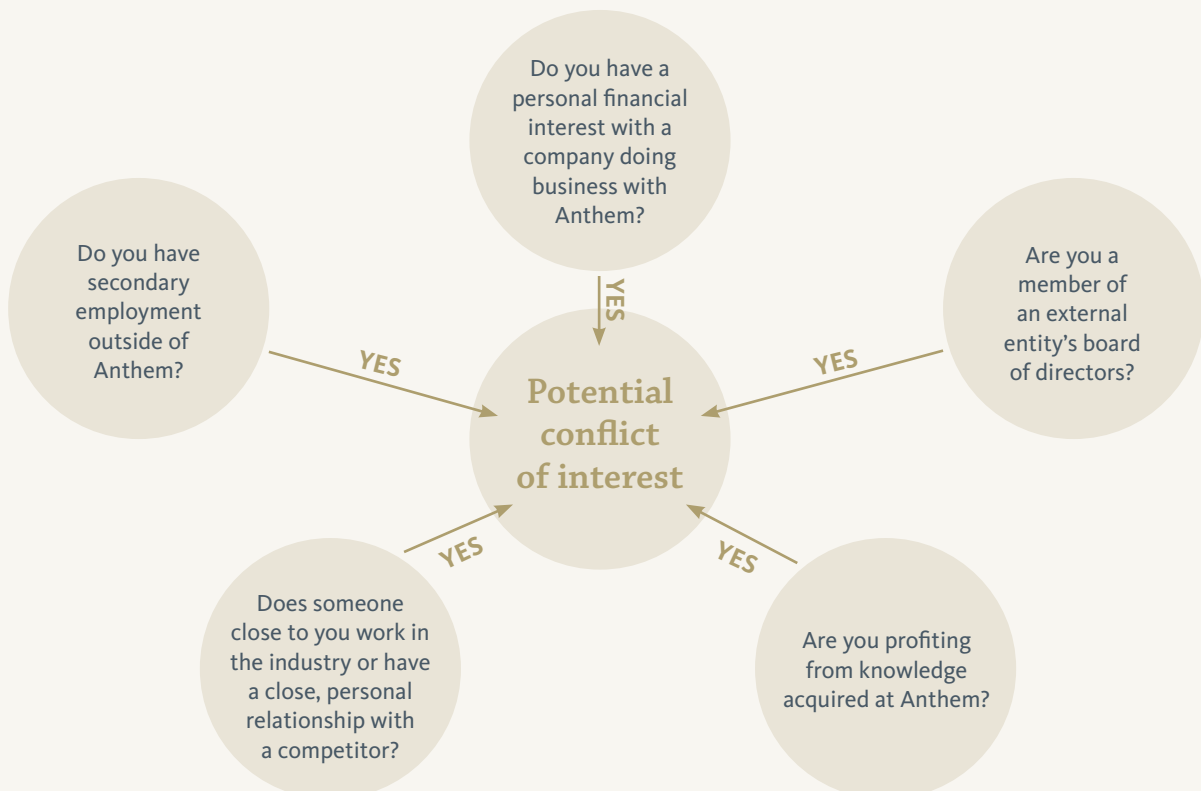 Do you have a
personal financial
interest with a
company doing
business with
Anthem?
YES
Do you have
secondary
employment
outside of
Anthem?
YES
Are you a
member of
an external
entity’s board
of directors?
YES
Potential
conflict
of interest
Does someone
close to you work in
the industry or have
a close, personal
relationship with
a competitor?
YES
Are you profiting
from knowledge
acquired at Anthem?
YES